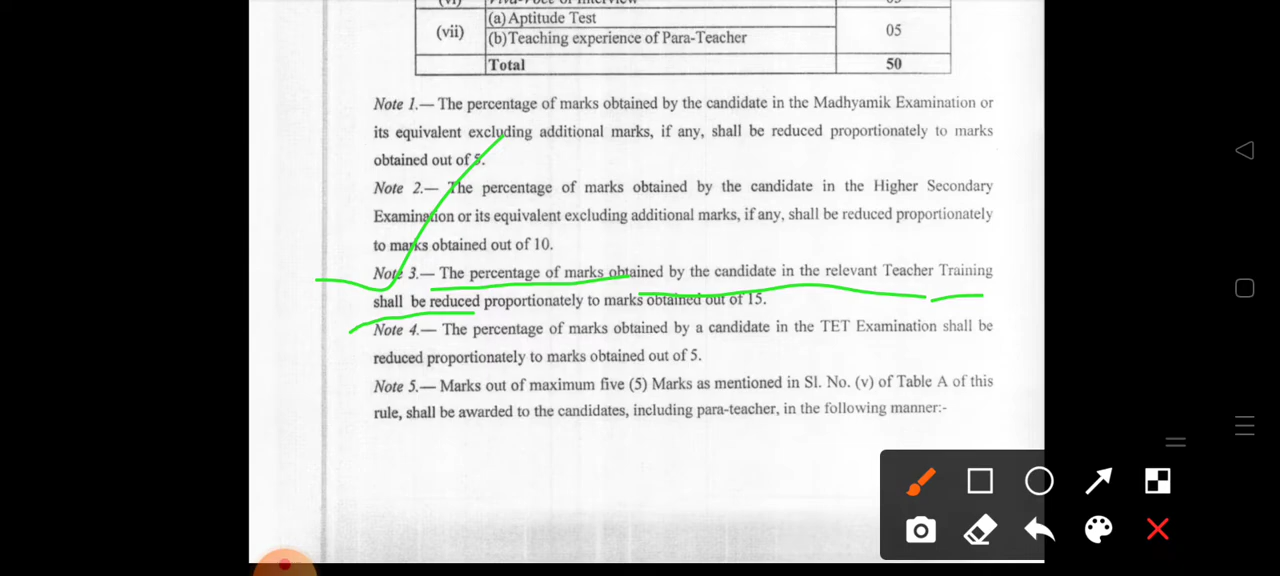 (vi) Viva-Voce or Interview 05
(vii) (a) Aptitude Test 05
(b) Teaching experience of Para-Teacher
Total 50
Note 1.— The percentage of marks obtained by the candidate in the Madhyamik Examination or
its equivalent excluding additional marks, if any, shall be reduced proportionately to marks
obtained out of 5.
Note 2.— The percentage of marks obtained by the candidate in the Higher Secondary
Examination or its equivalent excluding additional marks, if any, shall be reduced proportionately
to marks obtained out of 10.
Note 3.— The percentage of marks obtained by the candidate in the relevant Teacher Training
shall be reduced proportionately to marks obtained out of 15.
Note 4.— The percentage of marks obtained by a candidate in the TET Examination shall be
reduced proportionately to marks obtained out of 5.
Note 5.— Marks out of maximum five (5) Marks as mentioned in Sl. No. (v) of Table A of this
rule, shall be awarded to the candidates, including para-teacher, in the following manner:-